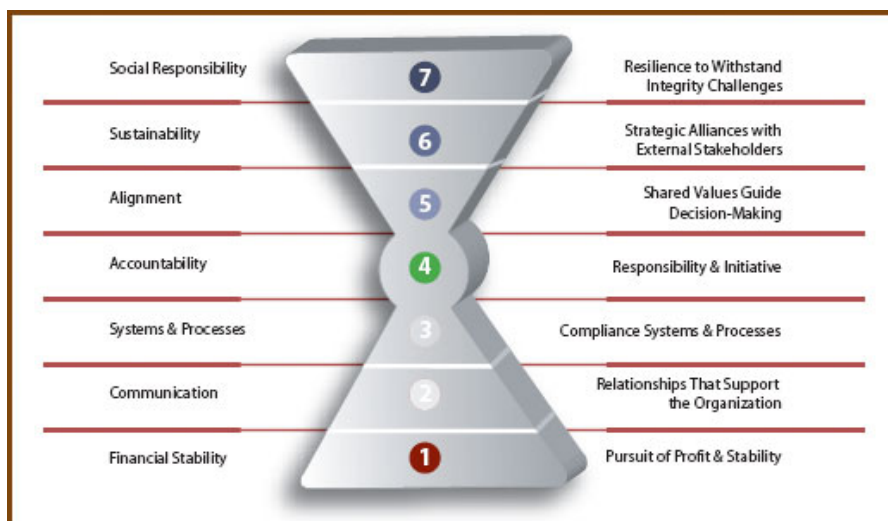 Social Responsibility
7
Resilience to Withstand
Integrity Challenges
Sustainability
6
Strategic Alliances with
External Stakeholders
Alignment
5
Shared Values Guide
Decision-Making
Accountability
4
Responsibility & Initiative
Systems & Processes
3
Compliance Systems & Processes
Communication
2
Relationships That Support
the Organization
Financial Stability
1
Pursuit of Profit & Stability